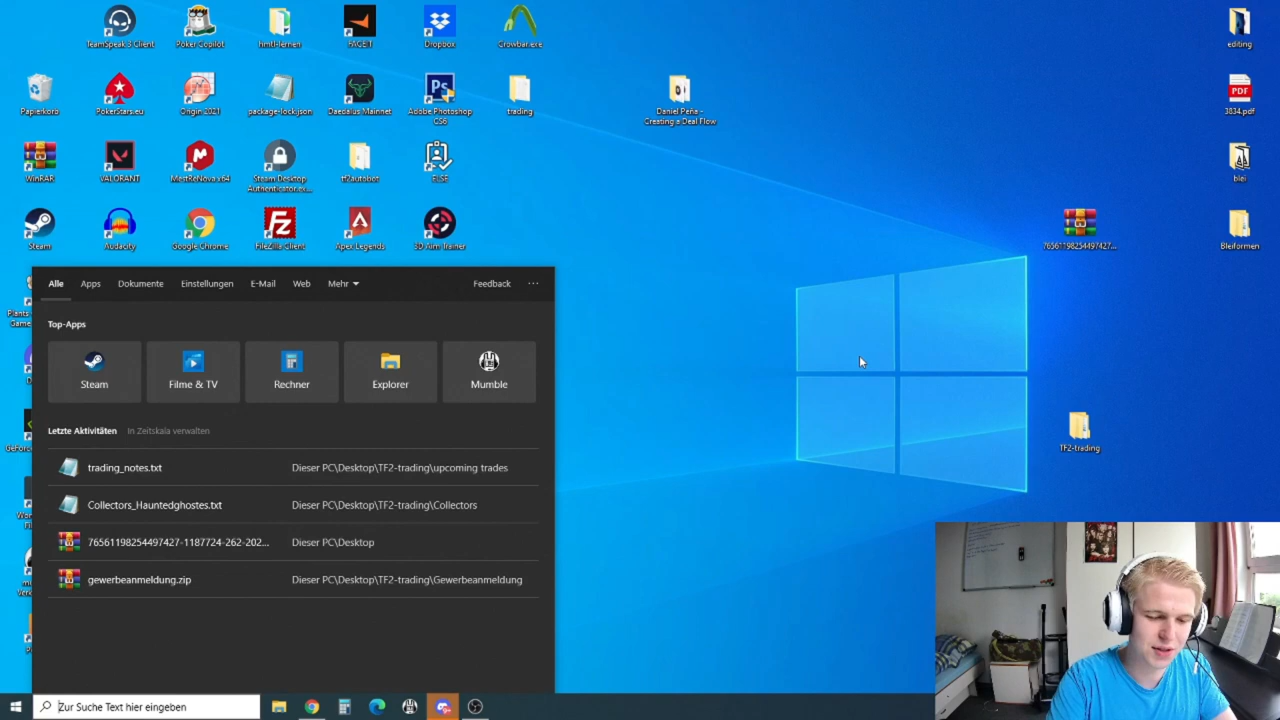 TeamSpeak 3 Client
Poker Copilot
hmtl-lernen
FACEIT
Dropbox
Crowbar.exe
editing
Papierkorb
PokerStars.eu
Origin 2021
package-lock.json
Daedalus Mainnet
Adobe Photoshop
CS6
trading
Daniel Peña -
Creating a Deal Flow
PDF
3834.pdf
WinRAR
VALORANT
MestReNova x64
Steam Desktop
Authenticator.ex...
tf2autobot
ELSE
blei
Steam
Audacity
Google Chrome
FileZilla Client
Apex Legends
3D Aim Trainer
76561198254497427...
Bleiformen
Alle
Apps
Dokumente
Einstellungen
E-Mail
Web
Mehr
Feedback
Top-Apps
Steam
Filme & TV
Rechner
Explorer
Mumble
Letzte Aktivitäten
In Zeitskala verwalten
trading_notes.txt
Dieser PC\Desktop\TF2-trading\upcoming trades
Collectors_Hauntedghostes.txt
Dieser PC\Desktop\TF2-trading\Collectors
76561198254497427-1187724-262-202...
Dieser PC\Desktop
gewerbeanmeldung.zip
Dieser PC\Desktop\TF2-trading\Gewerbeanmeldung
TF2-trading
Zur Suche Text hier eingeben